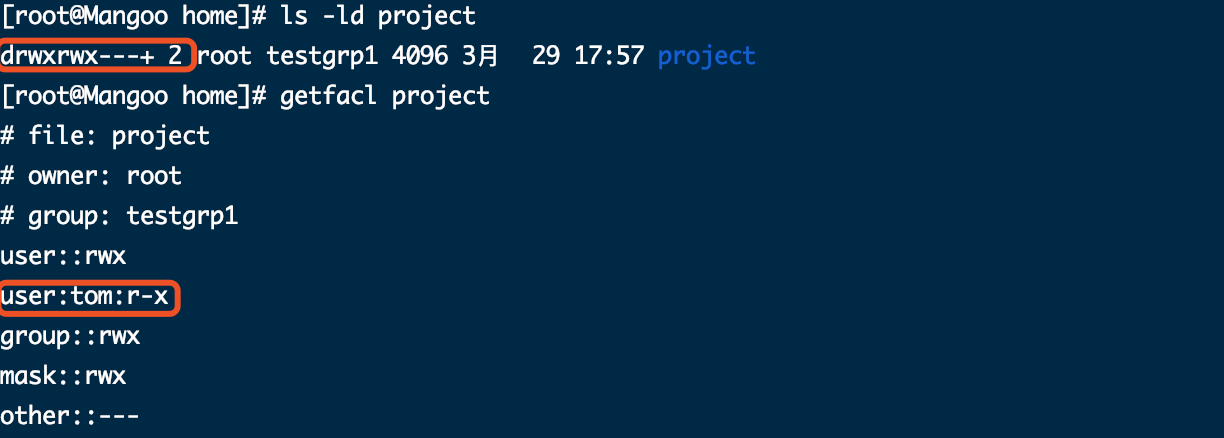 [root@Mangoo home]# ls -ld project
drwxrwx---+ 2 root testgrp1 4096 3月  29 17:57 project
[root@Mangoo home]# getfacl project
# file: project
# owner: root
# group: testgrp1
user::rwx
user:tom:r-x
group::rwx
mask::rwx
other::---